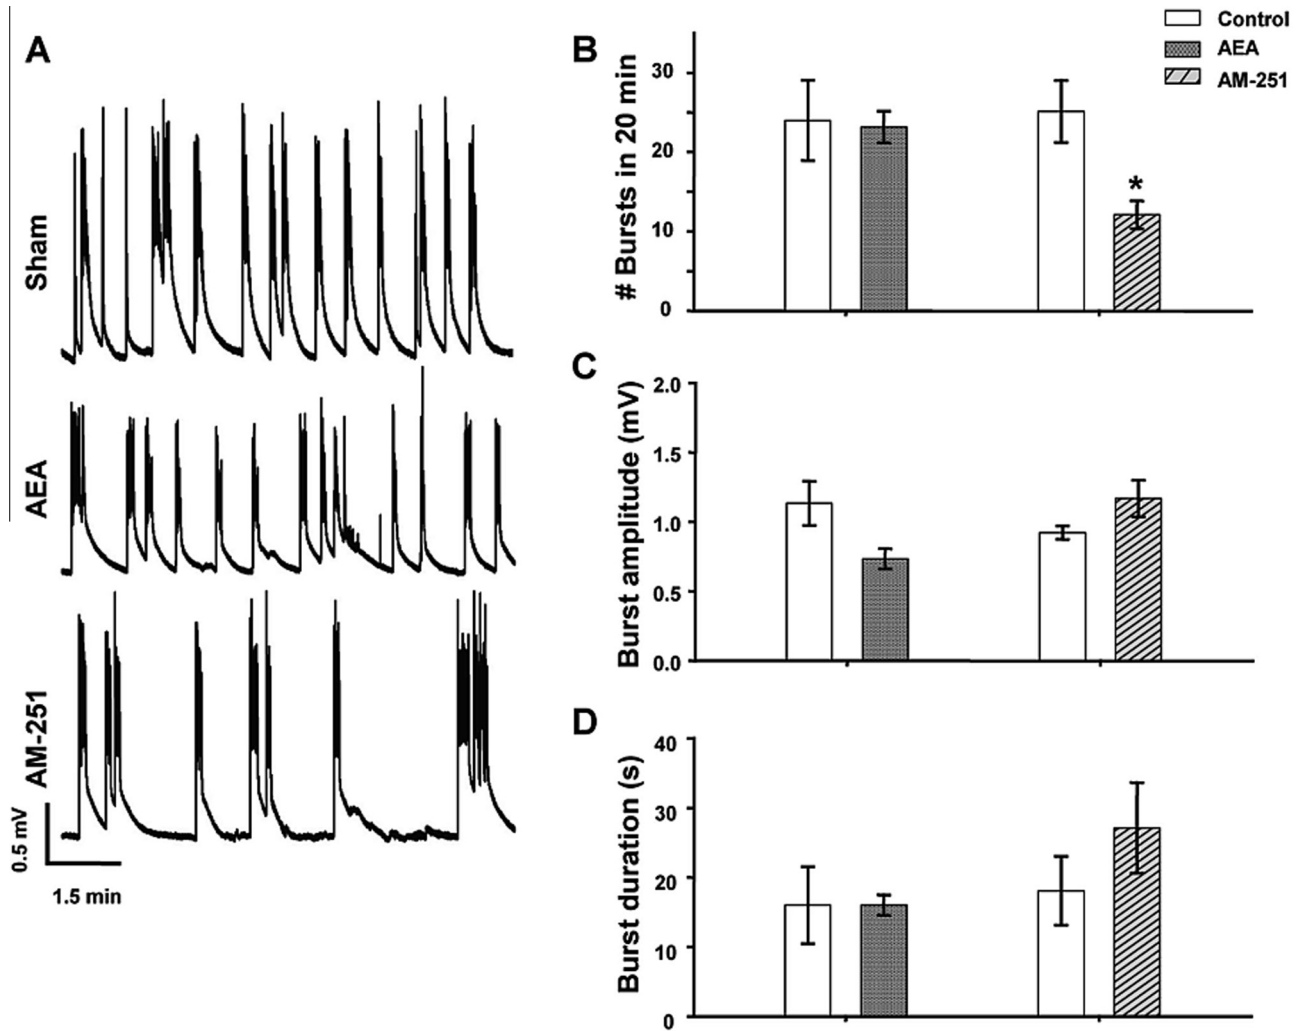 A
Sham
AEA
AM-251
0.5 mV
1.5 min
Control
AEA
AM-251
B
# Bursts in 20 min
30
20
10
0
*
C
Burst amplitude (mV)
2.0
1.5
1.0
0.5
0.0
D
Burst duration (s)
40
30
20
10
0